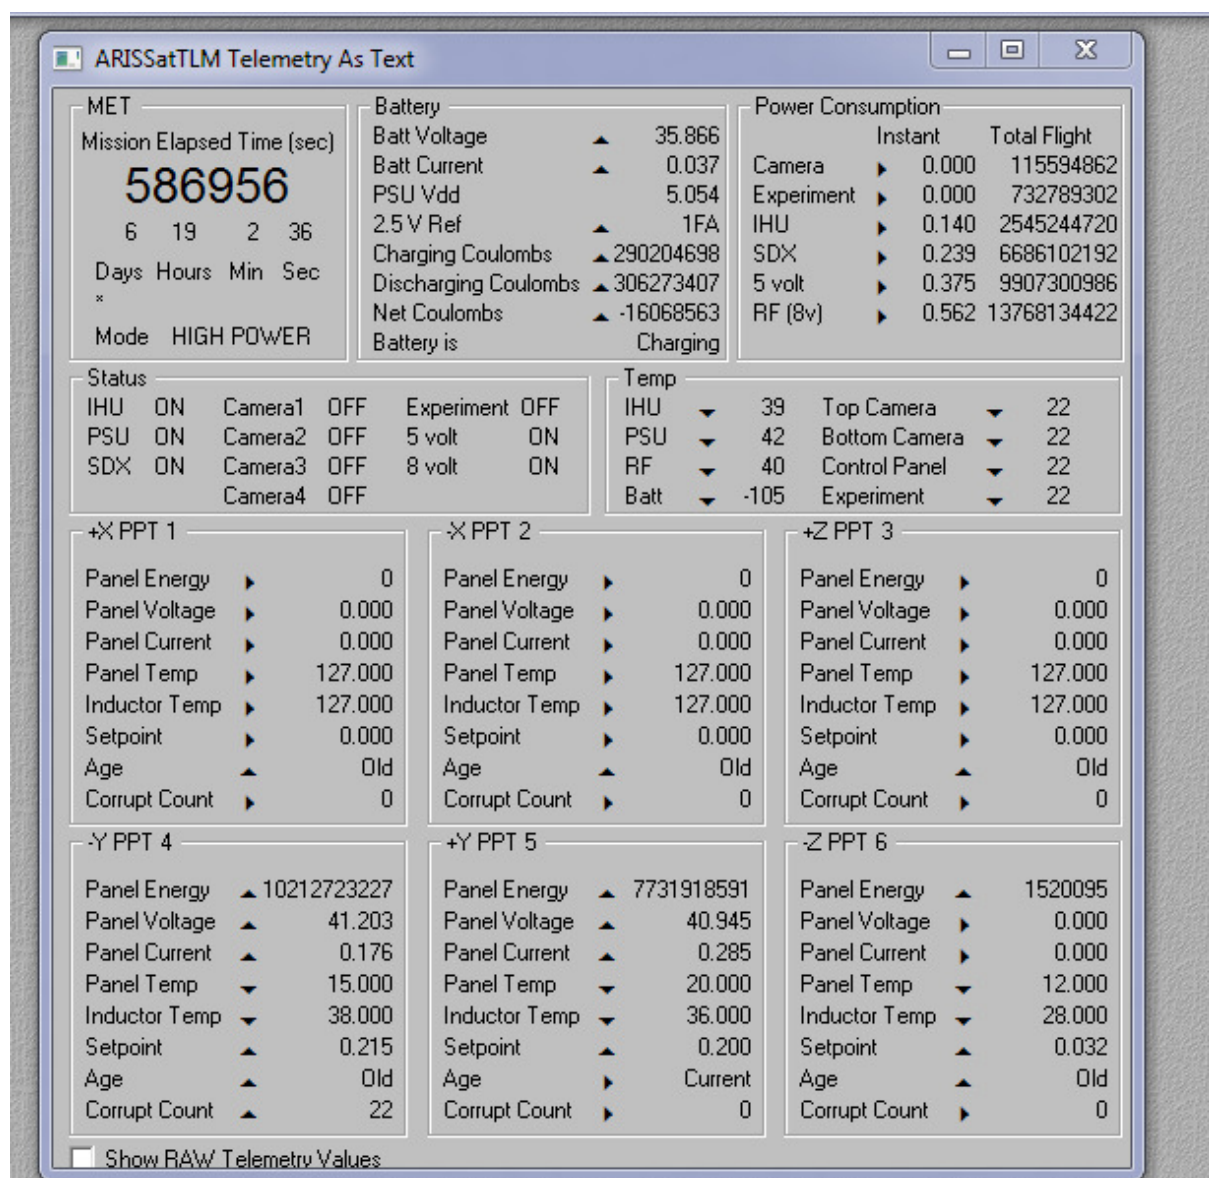 ARISSatTLM Telemetry As Text
MET
Mission Elapsed Time (sec)
586956
6 19 2 36
Days Hours Min Sec
*
Mode HIGH POWER
Battery
Batt Voltage 35.866
Batt Current 0.037
PSU Vdd 5.054
2.5 V Ref 1FA
Charging Coulombs 290204698
Discharging Coulombs 306273407
Net Coulombs -16068563
Battery is Charging
Power Consumption
Instant Total Flight
Camera 0.000 115594862
Experiment 0.000 732789302
IHU 0.140 2545244720
SDX 0.239 6686102192
5 volt 0.375 9907300986
RF (8v) 0.562 13768134422
Status
IHU ON Camera1 OFF Experiment OFF
PSU ON Camera2 OFF 5 volt ON
SDX ON Camera3 OFF 8 volt ON
Camera4 OFF
Temp
IHU 39 Top Camera 22
PSU 42 Bottom Camera 22
RF 40 Control Panel 22
Batt -105 Experiment 22
+X PPT 1
Panel Energy 0
Panel Voltage 0.000
Panel Current 0.000
Panel Temp 127.000
Inductor Temp 127.000
Setpoint 0.000
Age Old
Corrupt Count 0
-X PPT 2
Panel Energy 0
Panel Voltage 0.000
Panel Current 0.000
Panel Temp 127.000
Inductor Temp 127.000
Setpoint 0.000
Age Old
Corrupt Count 0
+Z PPT 3
Panel Energy 0
Panel Voltage 0.000
Panel Current 0.000
Panel Temp 127.000
Inductor Temp 127.000
Setpoint 0.000
Age Old
Corrupt Count 0
-Y PPT 4
Panel Energy 10212723227
Panel Voltage 41.203
Panel Current 0.176
Panel Temp 15.000
Inductor Temp 38.000
Setpoint 0.215
Age Old
Corrupt Count 22
+Y PPT 5
Panel Energy 7731918591
Panel Voltage 40.945
Panel Current 0.285
Panel Temp 20.000
Inductor Temp 36.000
Setpoint 0.200
Age Current
Corrupt Count 0
-Z PPT 6
Panel Energy 1520095
Panel Voltage 0.000
Panel Current 0.000
Panel Temp 12.000
Inductor Temp 28.000
Setpoint 0.032
Age Old
Corrupt Count 0
Show RAW Telemetry Values